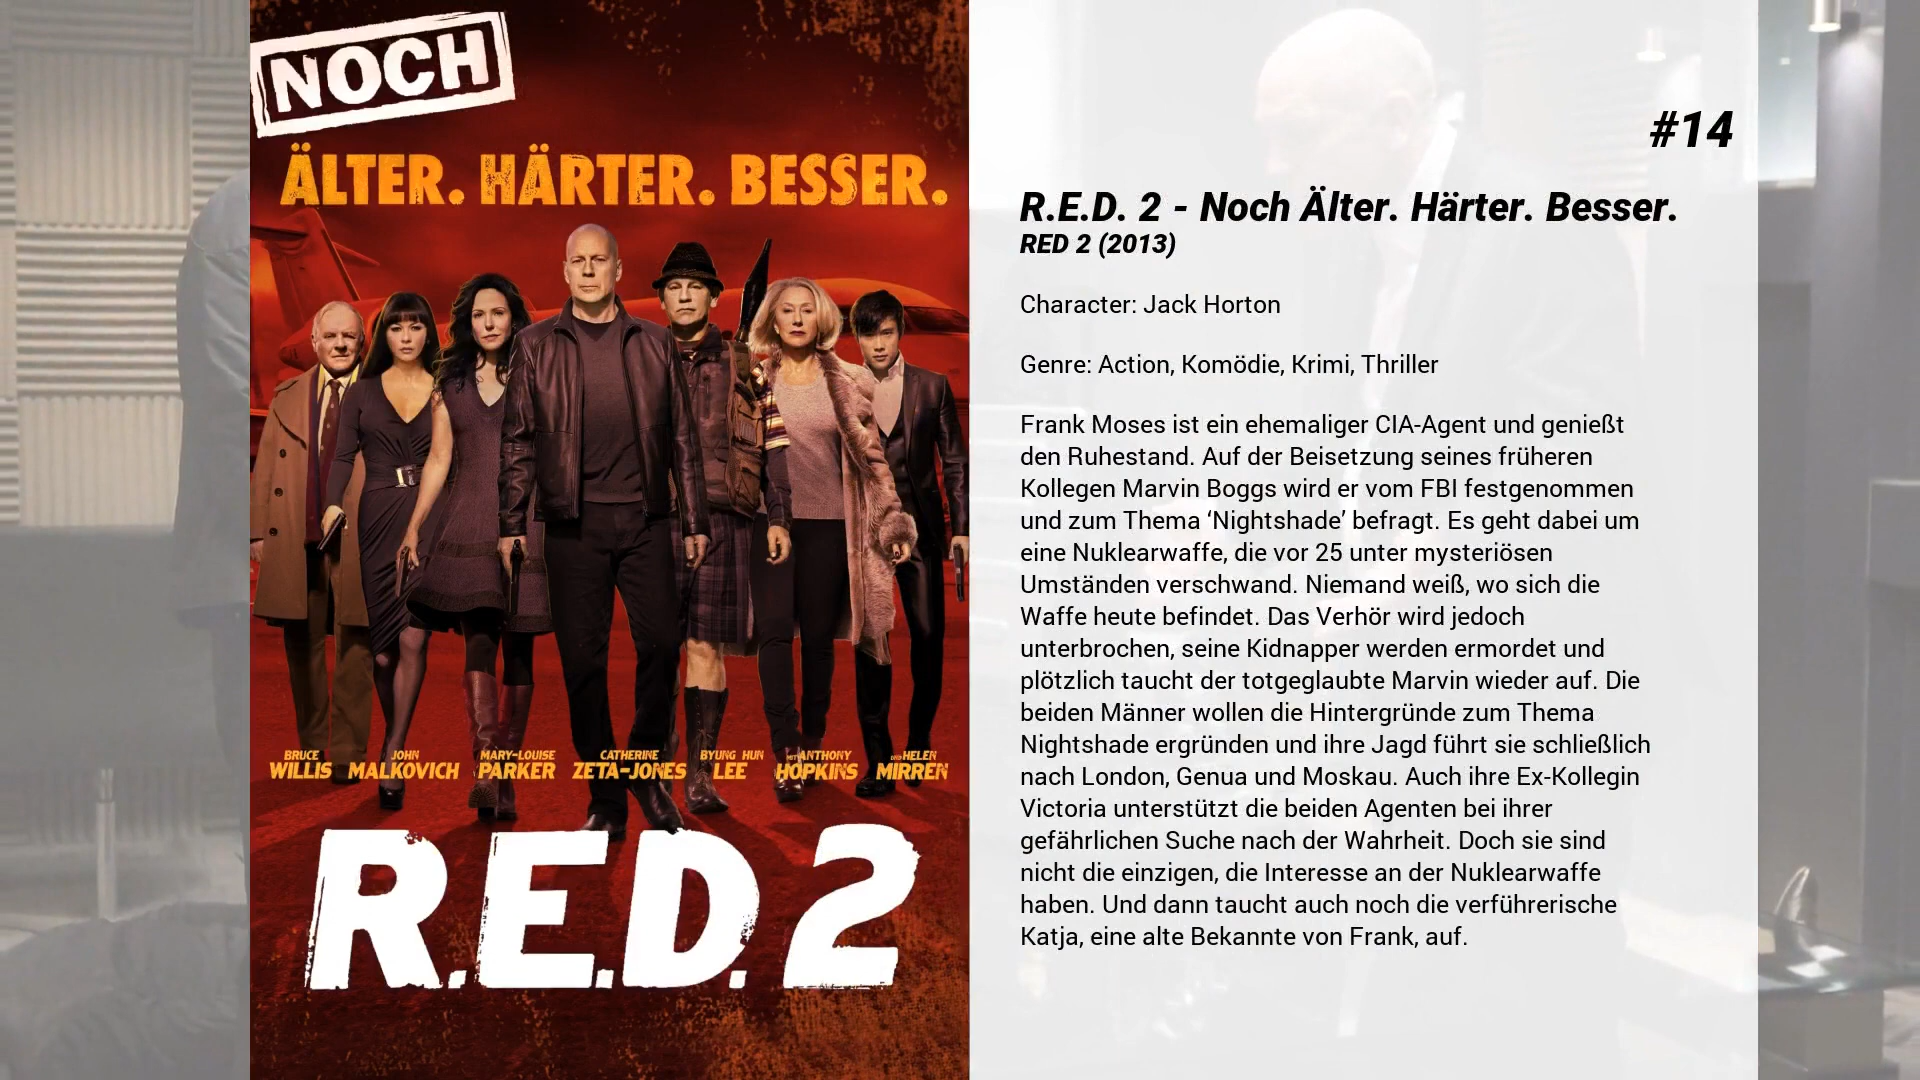 NOCH
ÄLTER. HÄRTER. BESSER.
BRUCE WILLIS
JOHN MALKOVICH
MARY-LOUISE PARKER
CATHERINE ZETA-JONES
BYUNG HUN LEE
ANTHONY HOPKINS
HELEN MIRREN
R.E.D. 2
#14
R.E.D. 2 - Noch Älter. Härter. Besser.
RED 2 (2013)
Character: Jack Horton
Genre: Action, Komödie, Krimi, Thriller
Frank Moses ist ein ehemaliger CIA-Agent und genießt
den Ruhestand. Auf der Beisetzung seines früheren
Kollegen Marvin Boggs wird er vom FBI festgenommen
und zum Thema ‘Nightshade’ befragt. Es geht dabei um
eine Nuklearwaffe, die vor 25 unter mysteriösen
Umständen verschwand. Niemand weiß, wo sich die
Waffe heute befindet. Das Verhör wird jedoch
unterbrochen, seine Kidnapper werden ermordet und
plötzlich taucht der totgeglaubte Marvin wieder auf. Die
beiden Männer wollen die Hintergründe zum Thema
Nightshade ergründen und ihre Jagd führt sie schließlich
nach London, Genua und Moskau. Auch ihre Ex-Kollegin
Victoria unterstützt die beiden Agenten bei ihrer
gefährlichen Suche nach der Wahrheit. Doch sie sind
nicht die einzigen, die Interesse an der Nuklearwaffe
haben. Und dann taucht auch noch die verführerische
Katja, eine alte Bekannte von Frank, auf.